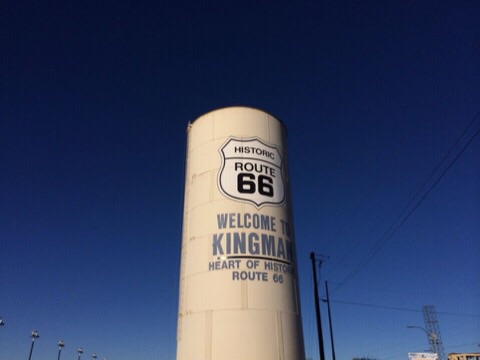 HISTORIC
ROUTE
66
WELCOME TO
KINGMAN
HEART OF HISTORIC
ROUTE 66